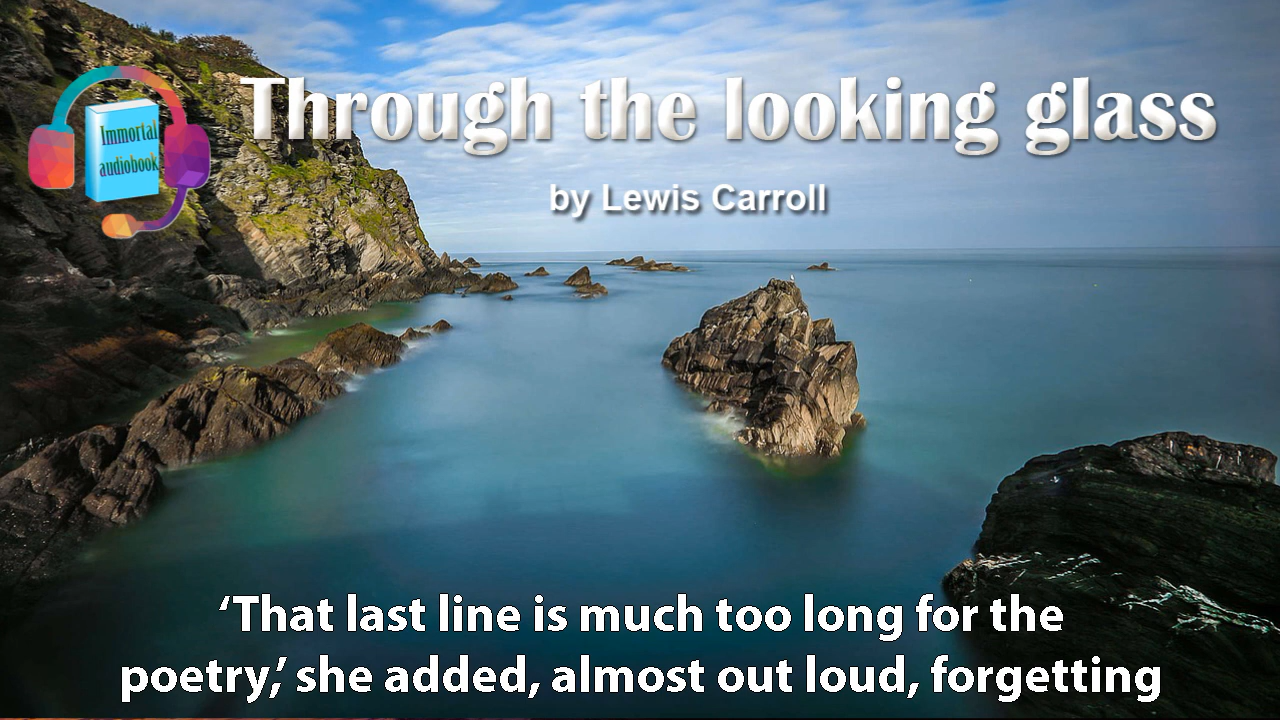 Through the looking glass
Immortal
audiobook
by Lewis Carroll
‘That last line is much too long for the
poetry,’ she added, almost out loud, forgetting